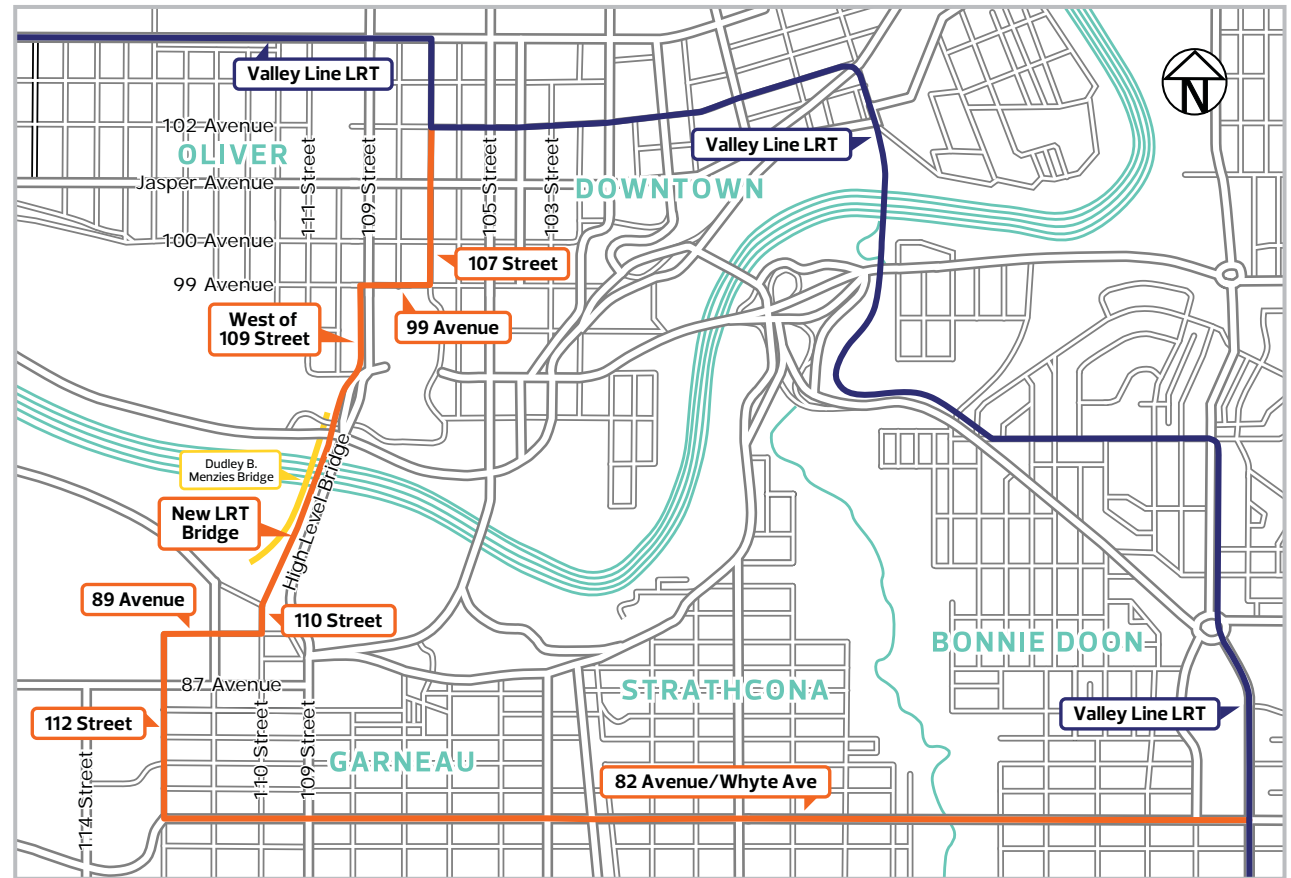 Valley Line LRT
N
102 Avenue
OLIVER
111 Street
109 Street
105 Street
103 Street
Valley Line LRT
Jasper Avenue
DOWNTOWN
100 Avenue
107 Street
99 Avenue
West of
109 Street
99 Avenue
High Level Bridge
Dudley B.
Menzies Bridge
New LRT
Bridge
89 Avenue
110 Street
BONNIE DOON
87 Avenue
STRATHCONA
112 Street
Valley Line LRT
114 Street
110 Street
109 Street
GARNEAU
82 Avenue/Whyte Ave